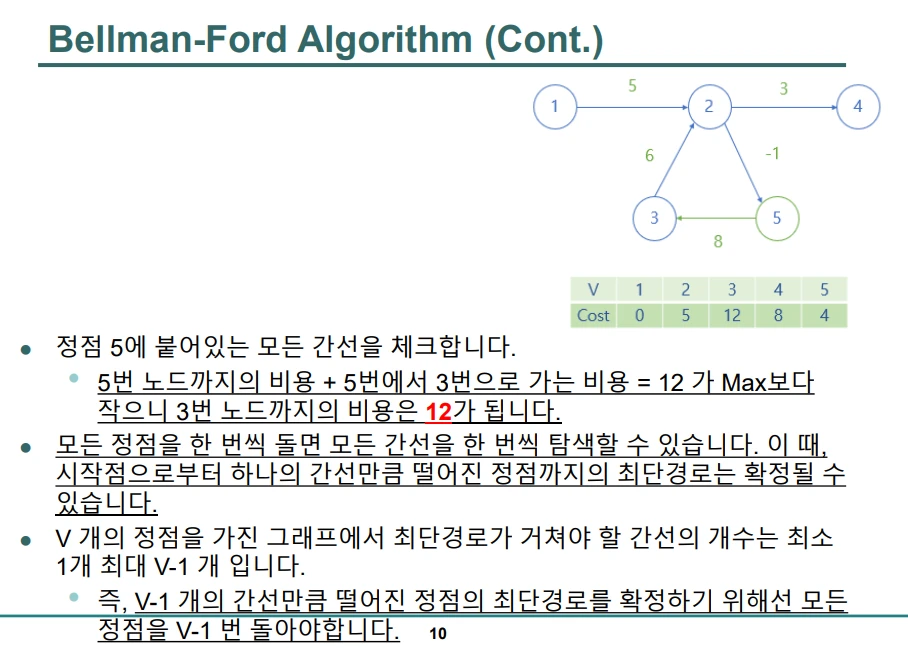 Bellman-Ford Algorithm (Cont.)
5
3
1
2
4
6
-1
3
5
8
V 1 2 3 4 5
Cost 0 5 12 8 4
• 정점 5에 붙어있는 모든 간선을 체크합니다.
• 5번 노드까지의 비용 + 5번에서 3번으로 가는 비용 = 12 가 Max보다
작으니 3번 노드까지의 비용은 12가 됩니다.
• 모든 정점을 한 번씩 돌면 모든 간선을 한 번씩 탐색할 수 있습니다. 이 때,
시작점으로부터 하나의 간선만큼 떨어진 정점까지의 최단경로는 확정될 수
있습니다.
• V 개의 정점을 가진 그래프에서 최단경로가 거쳐야 할 간선의 개수는 최소
1개 최대 V-1 개 입니다.
• 즉, V-1 개의 간선만큼 떨어진 정점의 최단경로를 확정하기 위해선 모든
정점을 V-1 번 돌아야합니다.
10